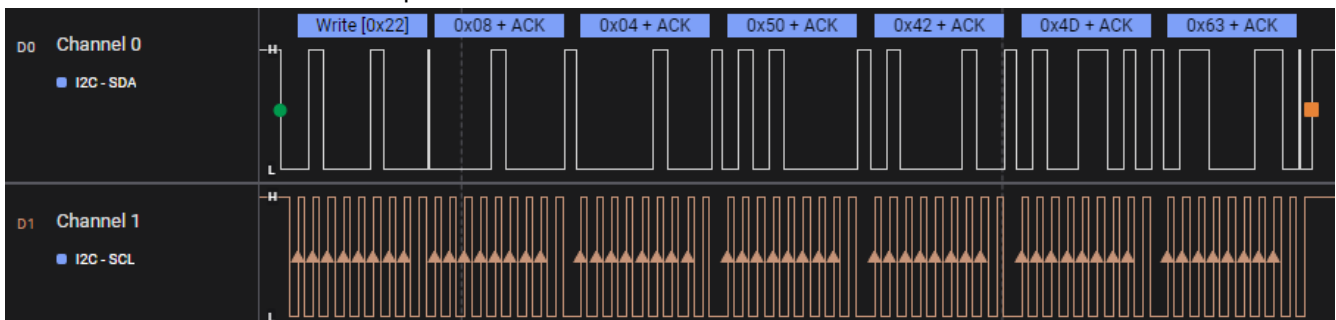 Write [0x22] 0x08 + ACK 0x04 + ACK 0x50 + ACK 0x42 + ACK 0x4D + ACK 0x63 + ACK
D0 Channel 0 H
I2C - SDA
L
D1 Channel 1 H
I2C - SCL
L